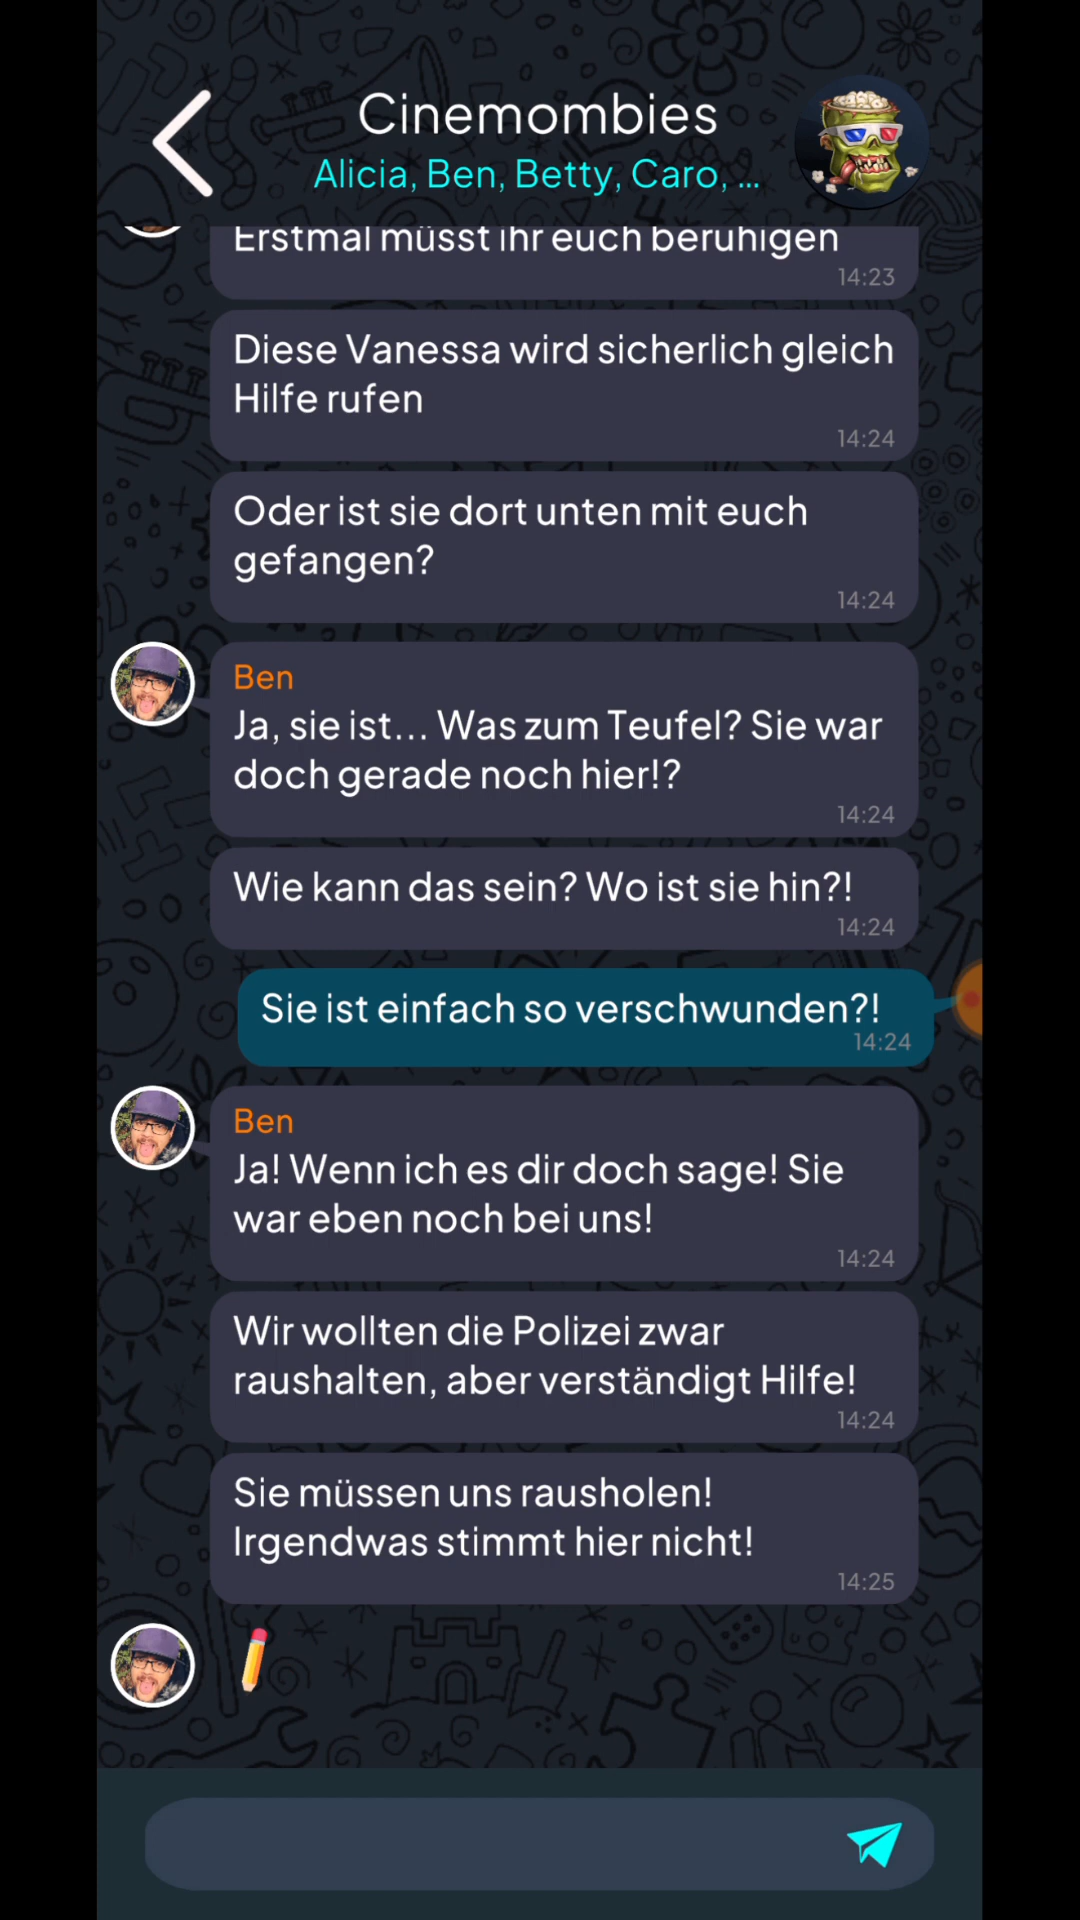 Cinemombies
Alicia, Ben, Betty, Caro, ...
Erstmal müsst ihr euch beruhigen
14:23
Diese Vanessa wird sicherlich gleich
Hilfe rufen
14:24
Oder ist sie dort unten mit euch
gefangen?
14:24
Ben
Ja, sie ist... Was zum Teufel? Sie war
doch gerade noch hier!?
14:24
Wie kann das sein? Wo ist sie hin?!
14:24
Sie ist einfach so verschwunden?!
14:24
Ben
Ja! Wenn ich es dir doch sage! Sie
war eben noch bei uns!
14:24
Wir wollten die Polizei zwar
raushalten, aber verständigt Hilfe!
14:24
Sie müssen uns rausholen!
Irgendwas stimmt hier nicht!
14:25